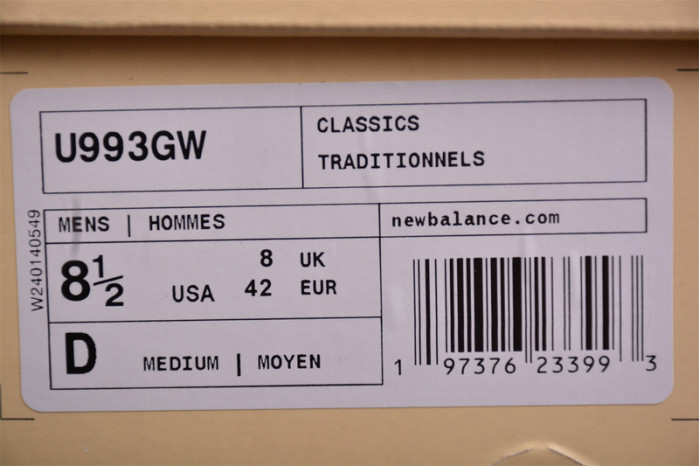 U993GW
CLASSICS
TRADITIONNELS
W240140549
MENS | HOMMES
newbalance.com
8½ USA
8 UK
42 EUR
D MEDIUM | MOYEN
1 97376 23399 3